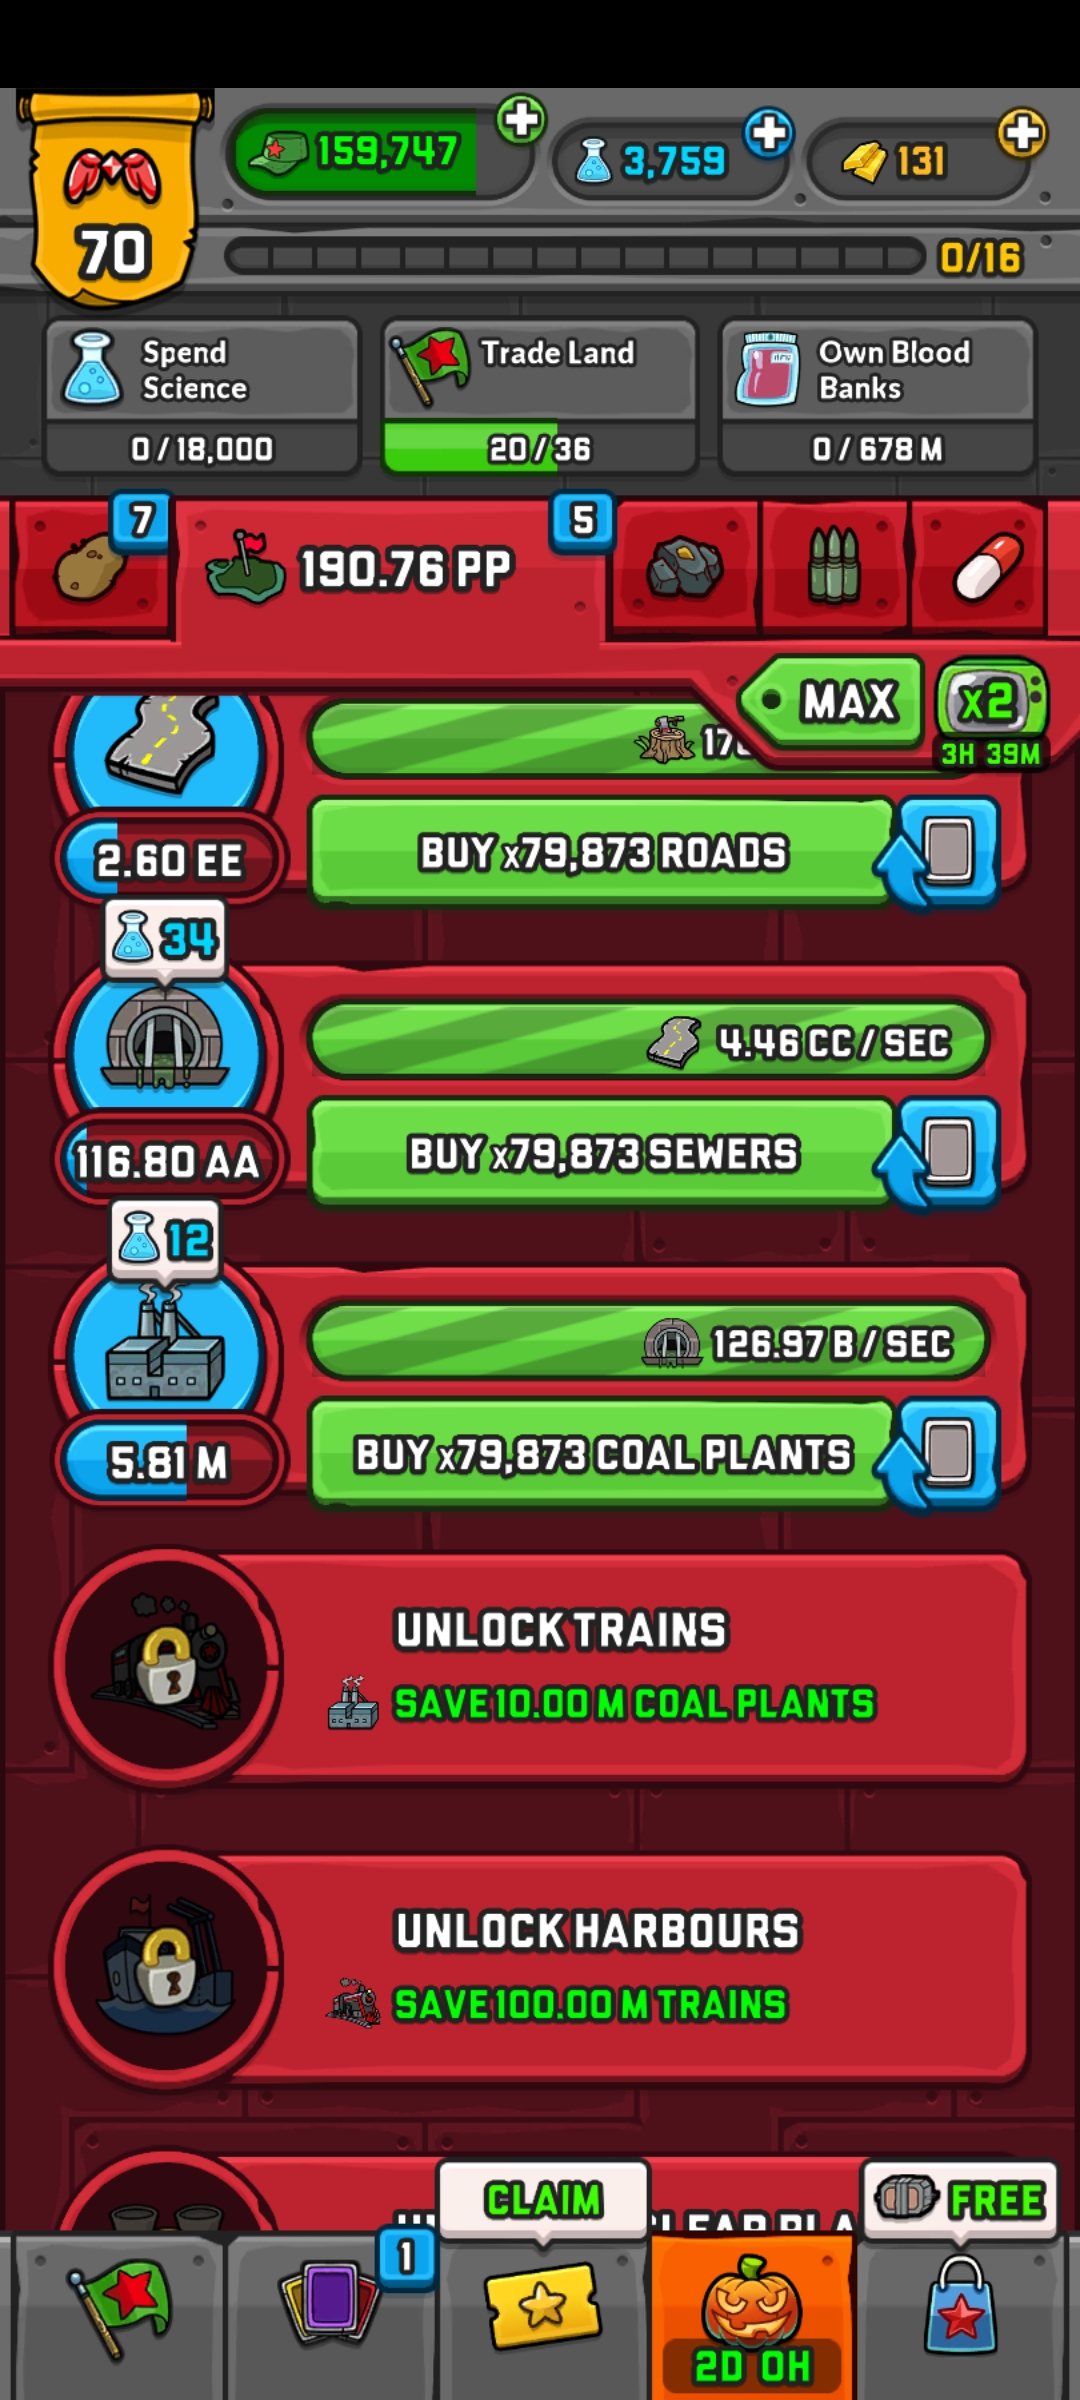 159,747
3,759
131
70
0/16
Spend
Science
0 / 18,000
Trade Land
20 / 36
Own Blood
Banks
0 / 678 M
7
190.76 PP
5
MAX
x2
3H 39M
2.60 EE
BUY x79,873 ROADS
34
4.46 CC / SEC
116.80 AA
BUY x79,873 SEWERS
12
126.97 B / SEC
5.81 M
BUY x79,873 COAL PLANTS
UNLOCK TRAINS
SAVE 10.00 M COAL PLANTS
UNLOCK HARBOURS
SAVE 100.00 M TRAINS
CLAIM
FREE
1
2D 0H